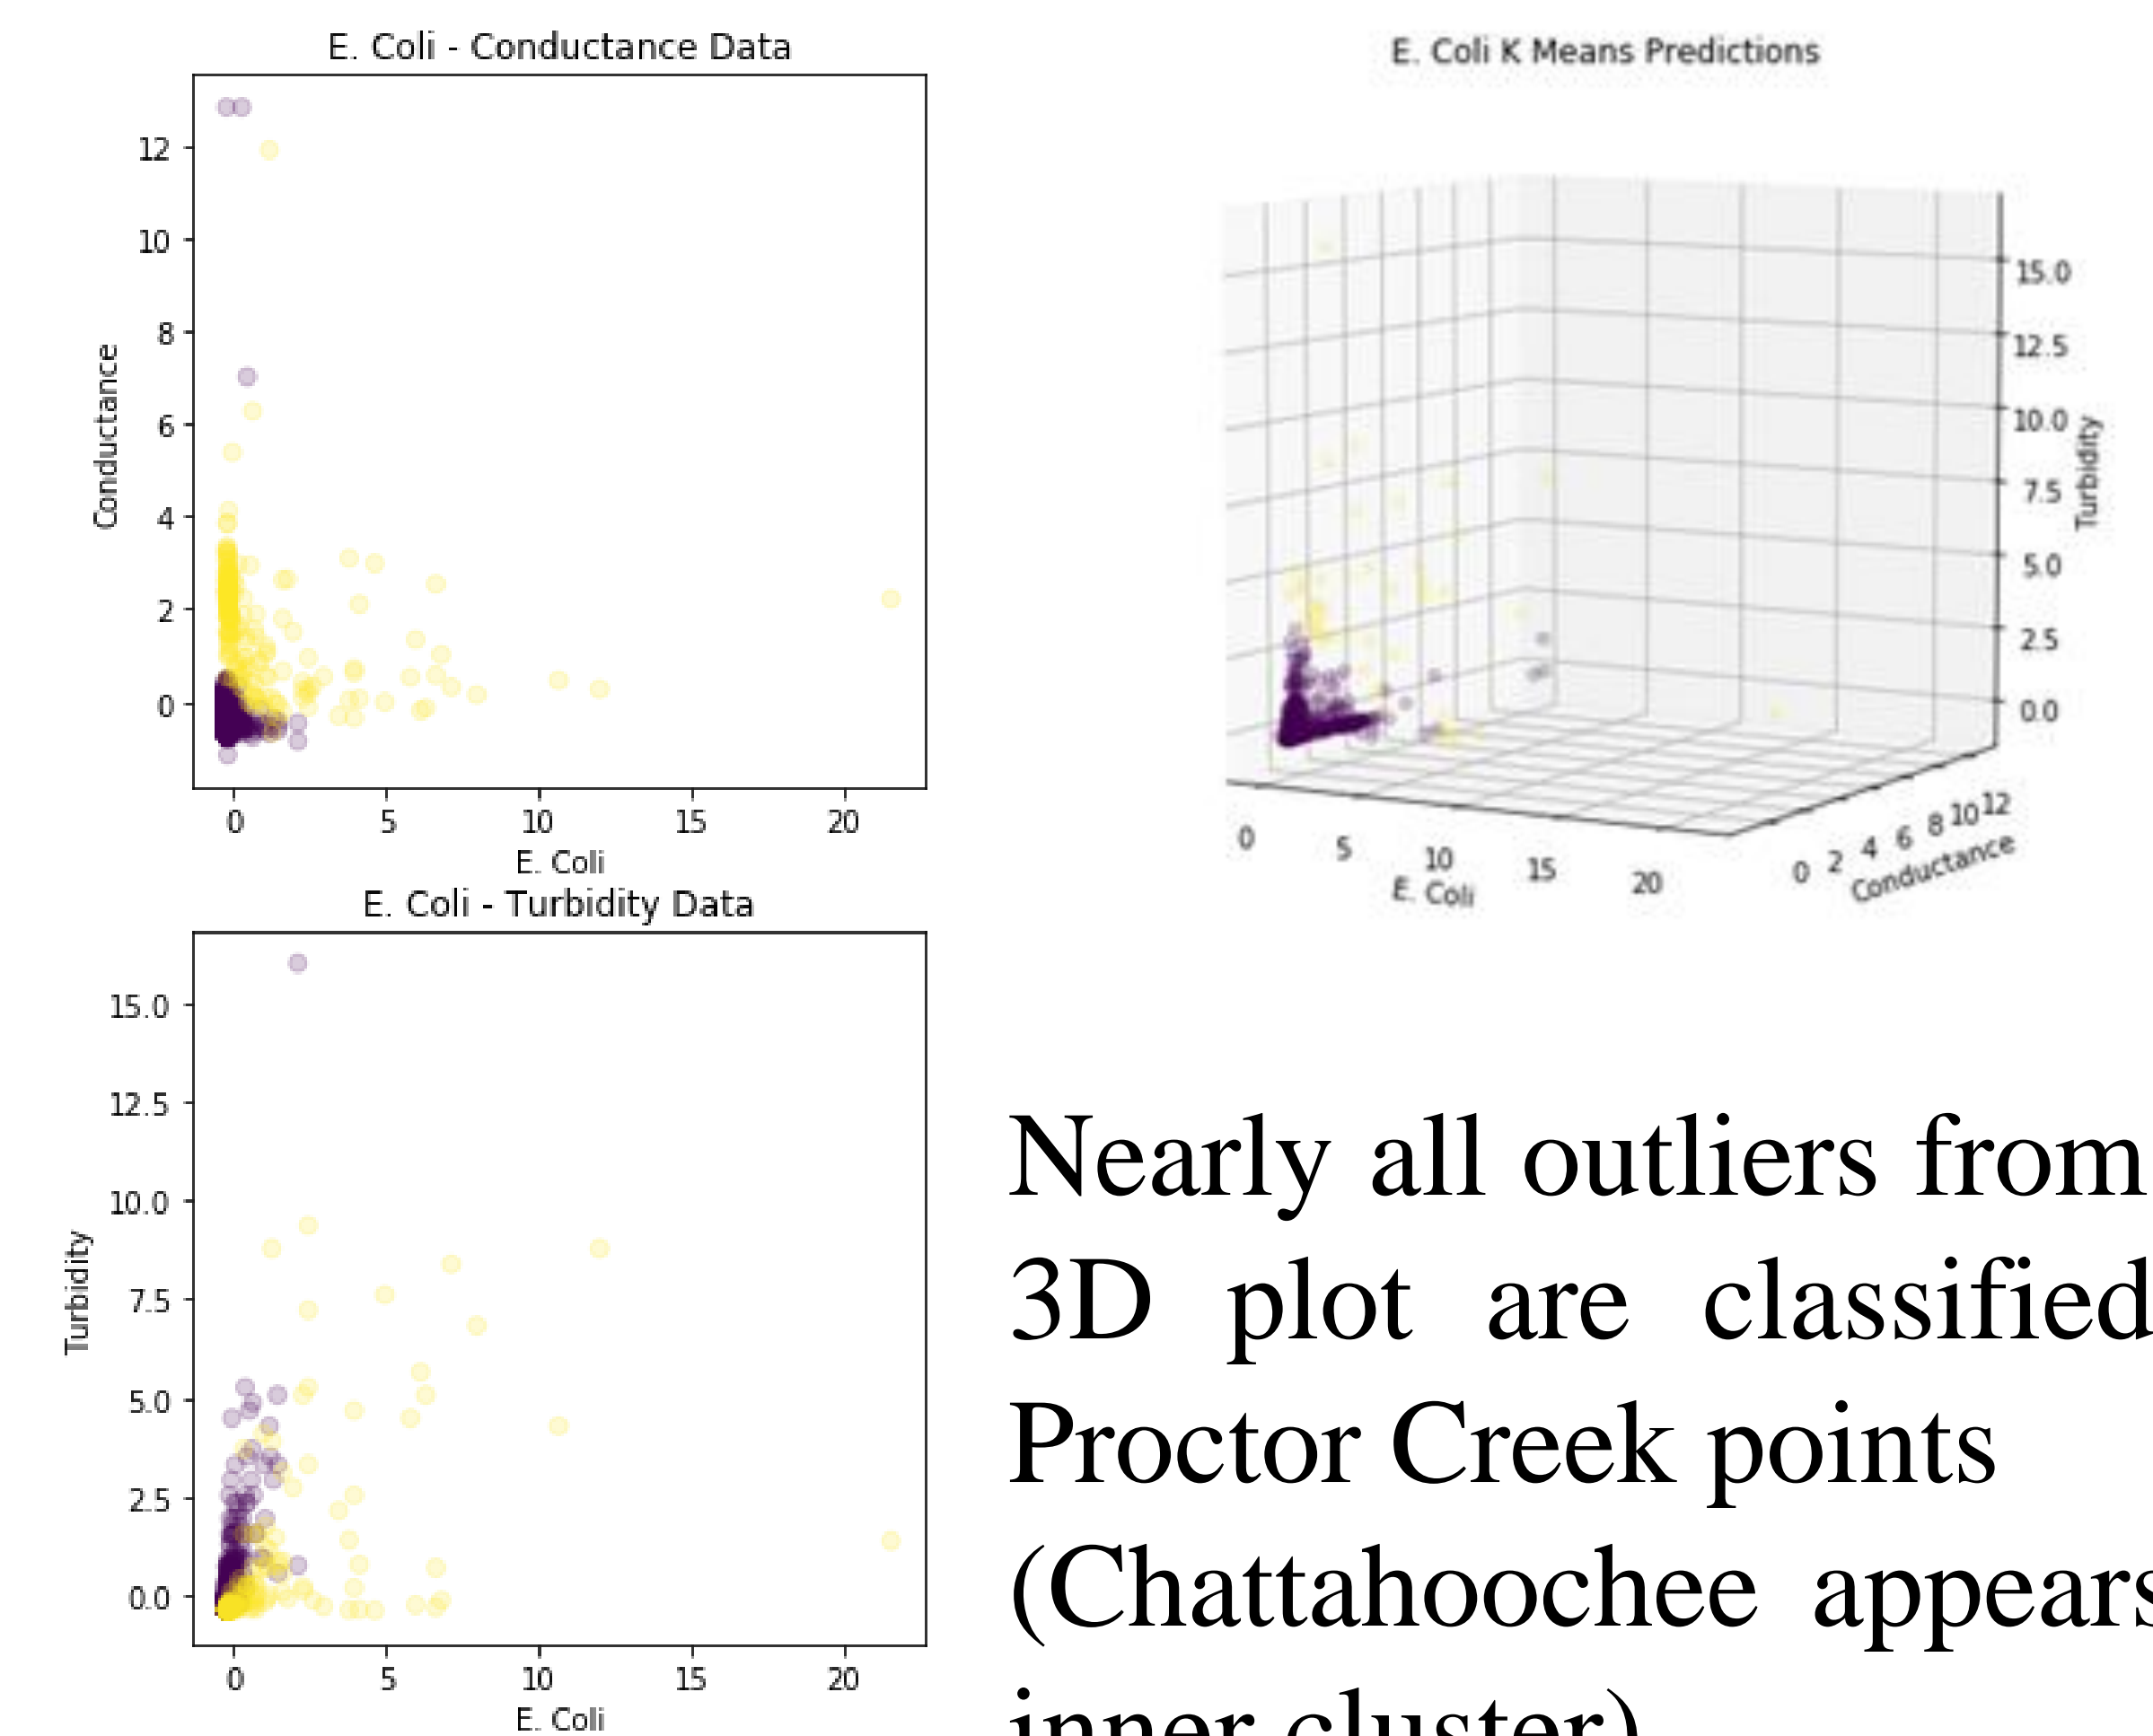 E. Coli - Conductance Data
12
10
8
6
4
2
0
Conductance
0 5 10 15 20
E. Coli
E. Coli - Turbidity Data
15.0
12.5
10.0
7.5
5.0
2.5
0.0
Turbidity
0 5 10 15 20
E. Coli
E. Coli K Means Predictions
15.0
12.5
10.0
7.5
5.0
2.5
0.0
Turbidity
0 5 10 15 20
E. Coli
0 2 4 6 8 10 12
Conductance
Nearly all outliers from
3D plot are classified
Proctor Creek points
(Chattahoochee appears
inner cluster)